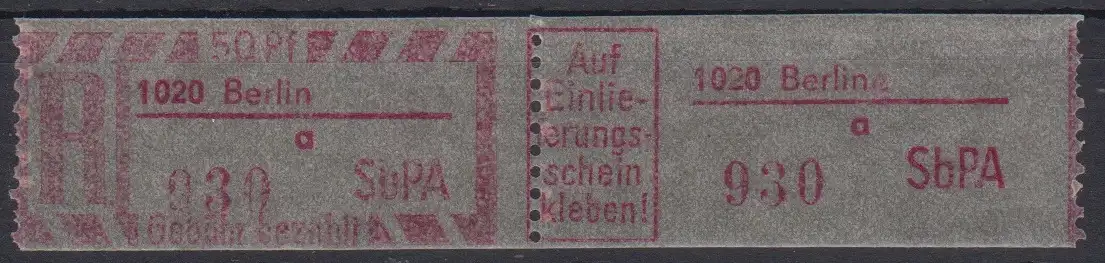 50 Pf
R
1020 Berlin
a
930 SbPA
Gebühr bezahlt
Auf
Einlie-
ferungs-
schein
kleben!
1020 Berlin
a
930 SbPA